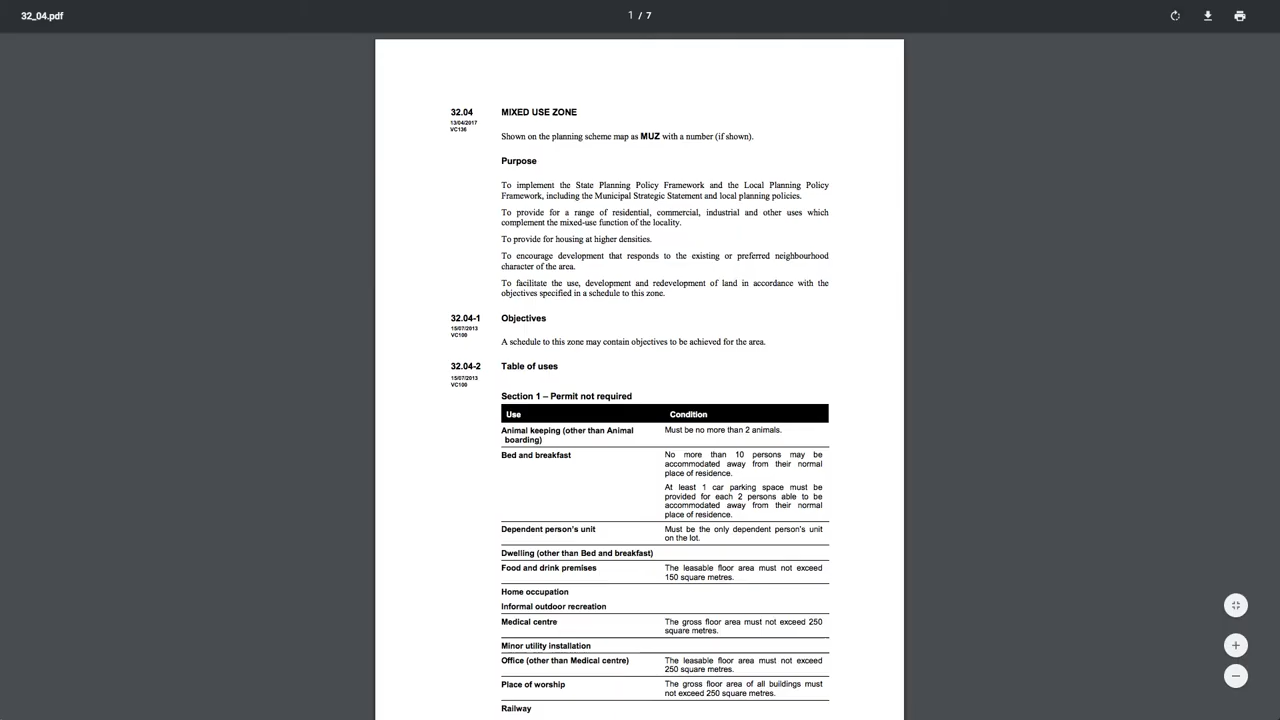 32_04.pdf
1 / 7
32.04 MIXED USE ZONE
13/04/2017
VC136
Shown on the planning scheme map as MUZ with a number (if shown).
Purpose
To implement the State Planning Policy Framework and the Local Planning Policy
Framework, including the Municipal Strategic Statement and local planning policies.
To provide for a range of residential, commercial, industrial and other uses which
complement the mixed-use function of the locality.
To provide for housing at higher densities.
To encourage development that responds to the existing or preferred neighbourhood
character of the area.
To facilitate the use, development and redevelopment of land in accordance with the
objectives specified in a schedule to this zone.
32.04-1 Objectives
15/07/2013
VC100
A schedule to this zone may contain objectives to be achieved for the area.
32.04-2 Table of uses
15/07/2013
VC100
Section 1 – Permit not required
Use Condition
Animal keeping (other than Animal Must be no more than 2 animals.
boarding)
Bed and breakfast No more than 10 persons may be
accommodated away from their normal
place of residence.
At least 1 car parking space must be
provided for each 2 persons able to be
accommodated away from their normal
place of residence.
Dependent person's unit Must be the only dependent person's unit
on the lot.
Dwelling (other than Bed and breakfast)
Food and drink premises The leasable floor area must not exceed
150 square metres.
Home occupation
Informal outdoor recreation
Medical centre The gross floor area must not exceed 250
square metres.
Minor utility installation
Office (other than Medical centre) The leasable floor area must not exceed
250 square metres.
Place of worship The gross floor area of all buildings must
not exceed 250 square metres.
Railway